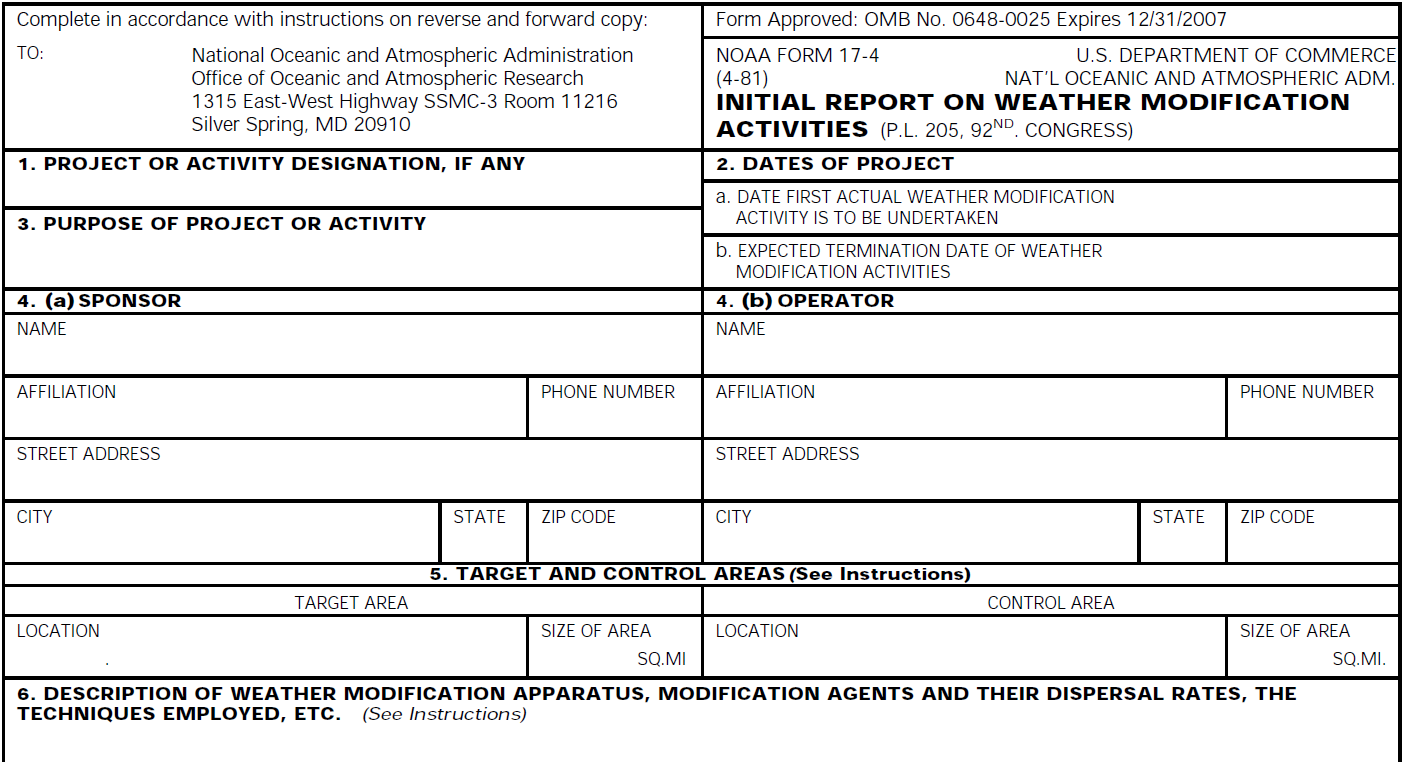 Complete in accordance with instructions on reverse and forward copy:
TO:
National Oceanic and Atmospheric Administration
Office of Oceanic and Atmospheric Research
1315 East-West Highway SSMC-3 Room 11216
Silver Spring, MD 20910
Form Approved: OMB No. 0648-0025 Expires 12/31/2007
NOAA FORM 17-4 U.S. DEPARTMENT OF COMMERCE
(4-81) NAT'L OCEANIC AND ATMOSPHERIC ADM.
INITIAL REPORT ON WEATHER MODIFICATION
ACTIVITIES (P.L. 205, 92ND. CONGRESS)
1. PROJECT OR ACTIVITY DESIGNATION, IF ANY
2. DATES OF PROJECT
a. DATE FIRST ACTUAL WEATHER MODIFICATION
ACTIVITY IS TO BE UNDERTAKEN
3. PURPOSE OF PROJECT OR ACTIVITY
b. EXPECTED TERMINATION DATE OF WEATHER
MODIFICATION ACTIVITIES
4. (a) SPONSOR
4. (b) OPERATOR
NAME
NAME
AFFILIATION
PHONE NUMBER
AFFILIATION
PHONE NUMBER
STREET ADDRESS
STREET ADDRESS
CITY
STATE
ZIP CODE
CITY
STATE
ZIP CODE
5. TARGET AND CONTROL AREAS (See Instructions)
TARGET AREA
CONTROL AREA
LOCATION
.
SIZE OF AREA
SQ.MI
LOCATION
SIZE OF AREA
SQ.MI.
6. DESCRIPTION OF WEATHER MODIFICATION APPARATUS, MODIFICATION AGENTS AND THEIR DISPERSAL RATES, THE
TECHNIQUES EMPLOYED, ETC. (See Instructions)